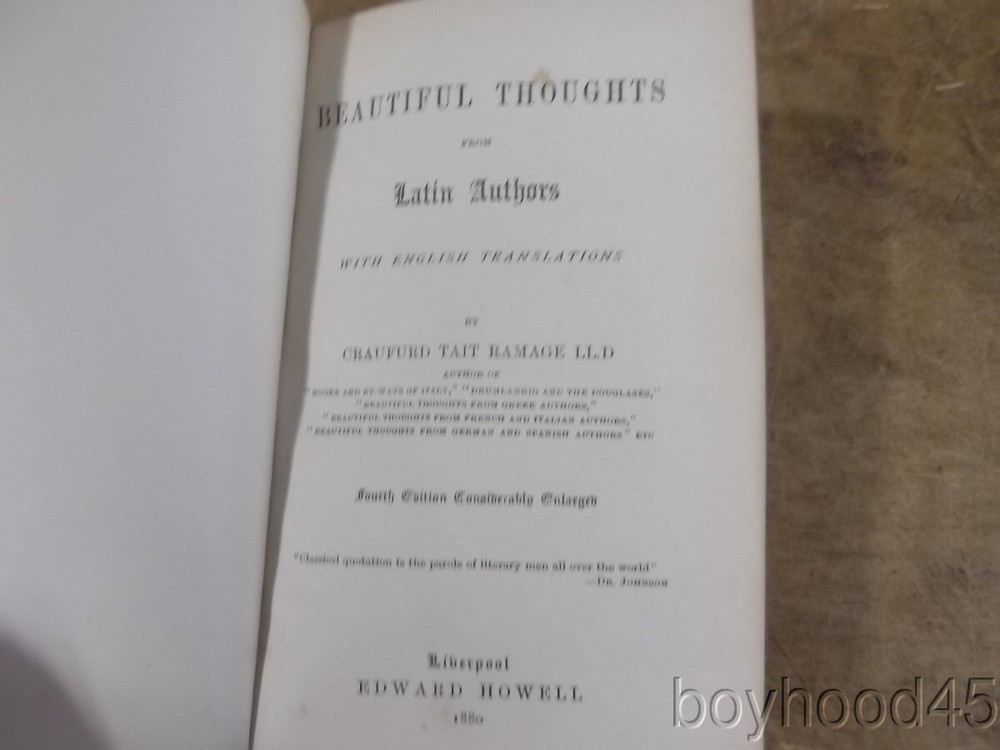 BEAUTIFUL THOUGHTS
FROM
Latin Authors
WITH ENGLISH TRANSLATIONS
BY
CRAUFURD TAIT RAMAGE LL.D
AUTHOR OF
"NOOKS AND BY-WAYS OF ITALY," "DRUMLANRIG AND THE DOUGLASES,"
"BEAUTIFUL THOUGHTS FROM GREEK AUTHORS,"
"BEAUTIFUL THOUGHTS FROM FRENCH AND ITALIAN AUTHORS,"
"BEAUTIFUL THOUGHTS FROM GERMAN AND SPANISH AUTHORS" ETC
Fourth Edition Considerably Enlarged
"Classical quotation is the parole of literary men all over the world"
—DR. JOHNSON
Liverpool
EDWARD HOWELL
1880
boyhood45